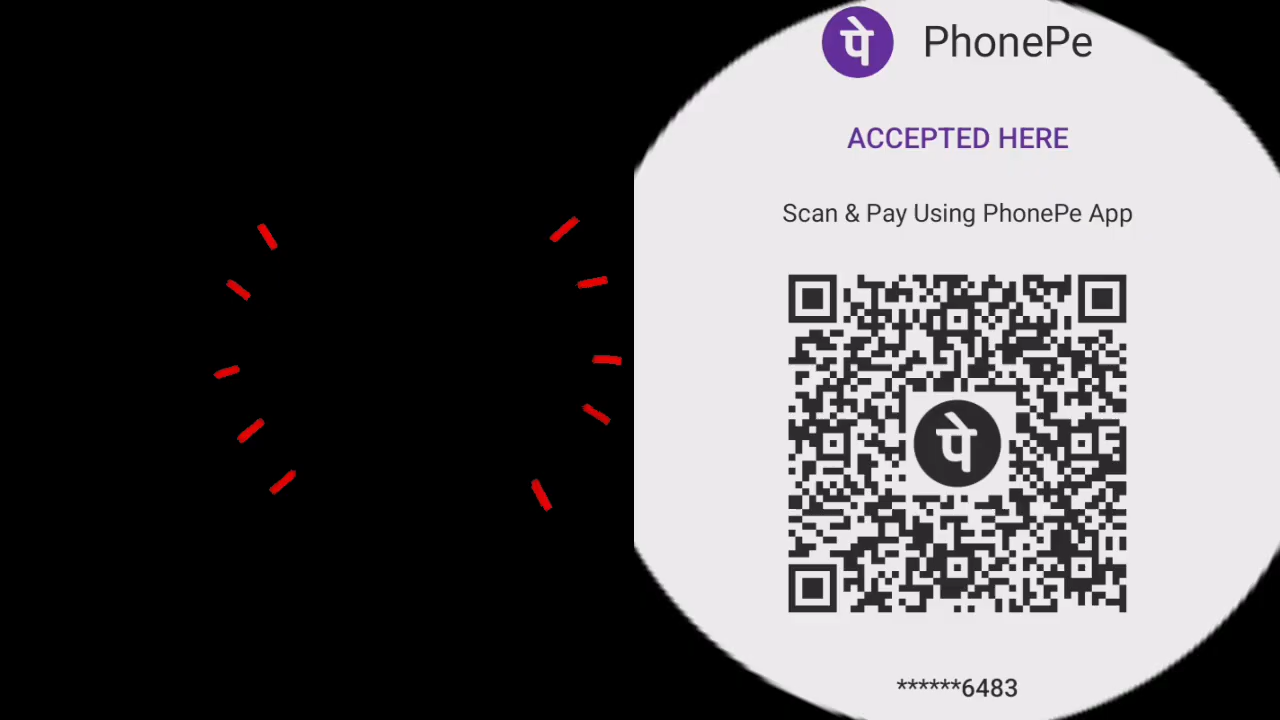 पे PhonePe
ACCEPTED HERE
Scan & Pay Using PhonePe App
पे
******6483